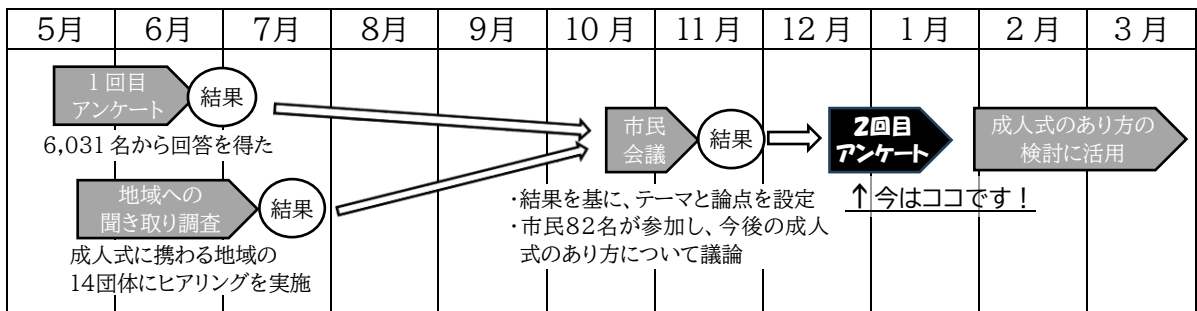 5月 6月 7月 8月 9月 10月 11月 12月 1月 2月 3月
1回目
アンケート
結果
6,031名から回答を得た
地域への
聞き取り調査
結果
成人式に携わる地域の
14団体にヒアリングを実施
市民
会議
結果
・結果を基に、テーマと論点を設定
・市民82名が参加し、今後の成人
式のあり方について議論
2回目
アンケート
↑今はココです！
成人式のあり方の
検討に活用